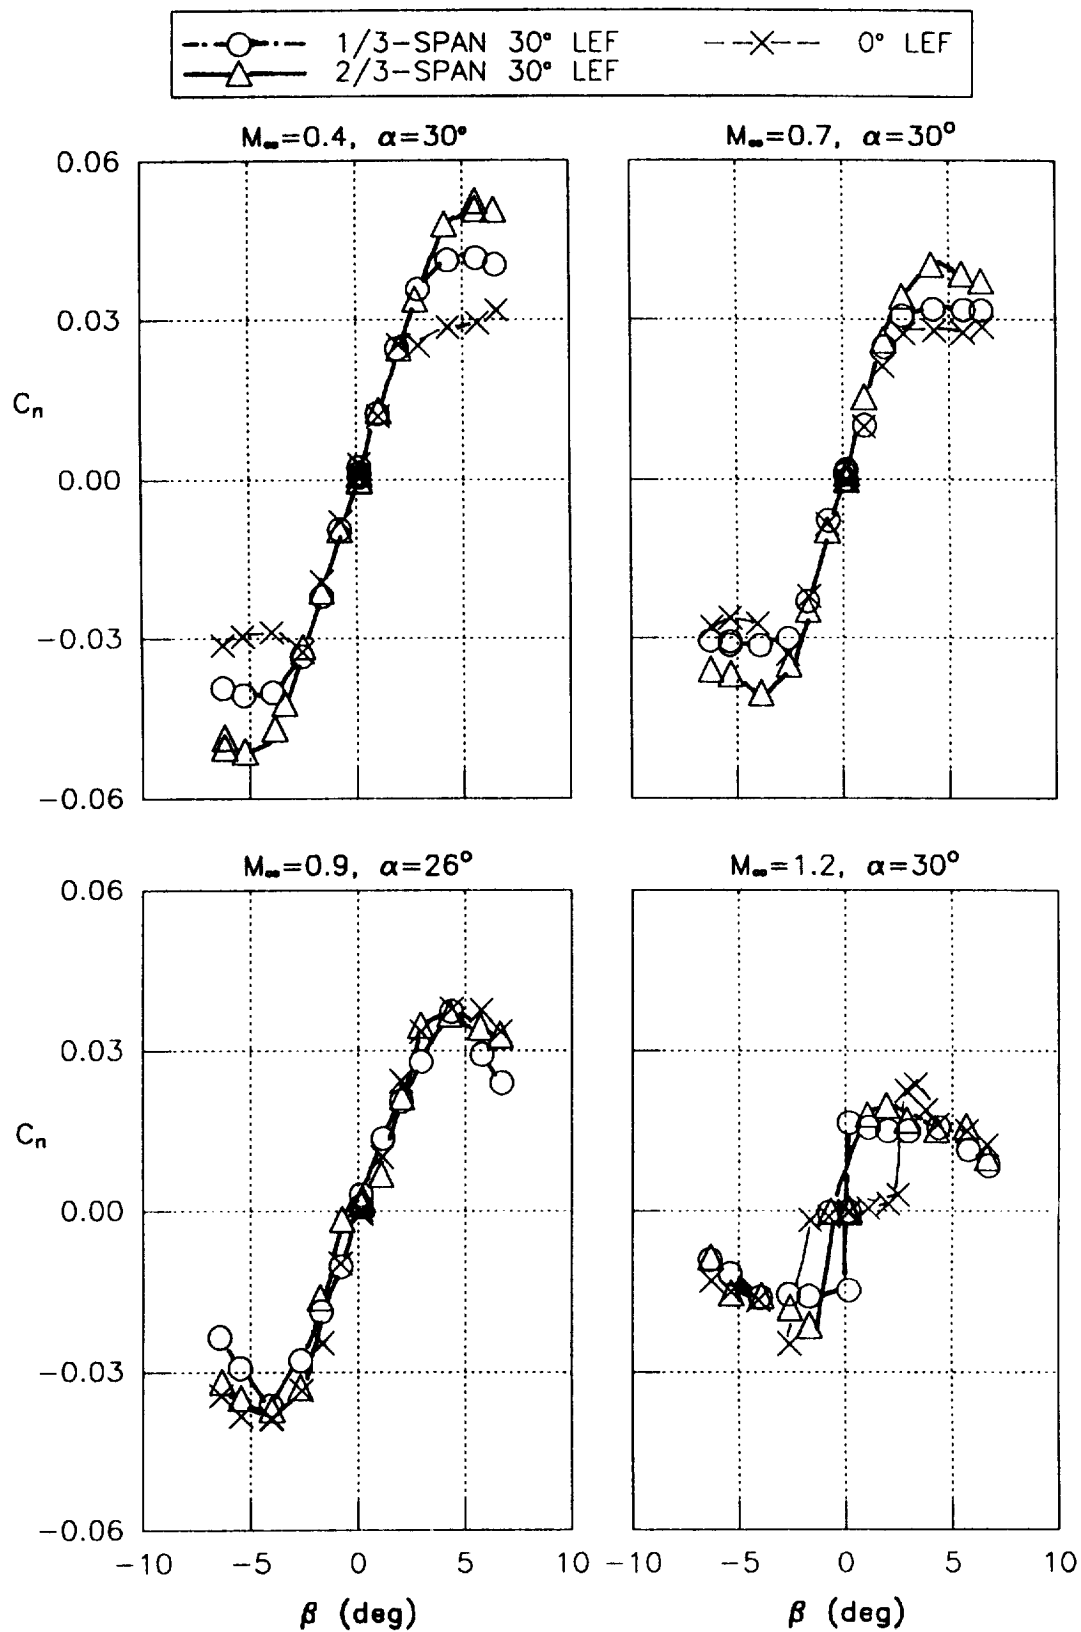 1/3-SPAN 30° LEF
0° LEF
2/3-SPAN 30° LEF
M∞=0.4, α=30°
M∞=0.7, α=30°
0.06
0.03
Cn
0.00
-0.03
-0.06
M∞=0.9, α=26°
M∞=1.2, α=30°
0.06
0.03
Cn
0.00
-0.03
-0.06
-10 -5 0 5 10 -10 -5 0 5 10
β (deg)
β (deg)